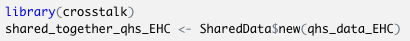 library(crosstalk)
shared_together_qhs_EHC <- SharedData$new(qhs_data_EHC)